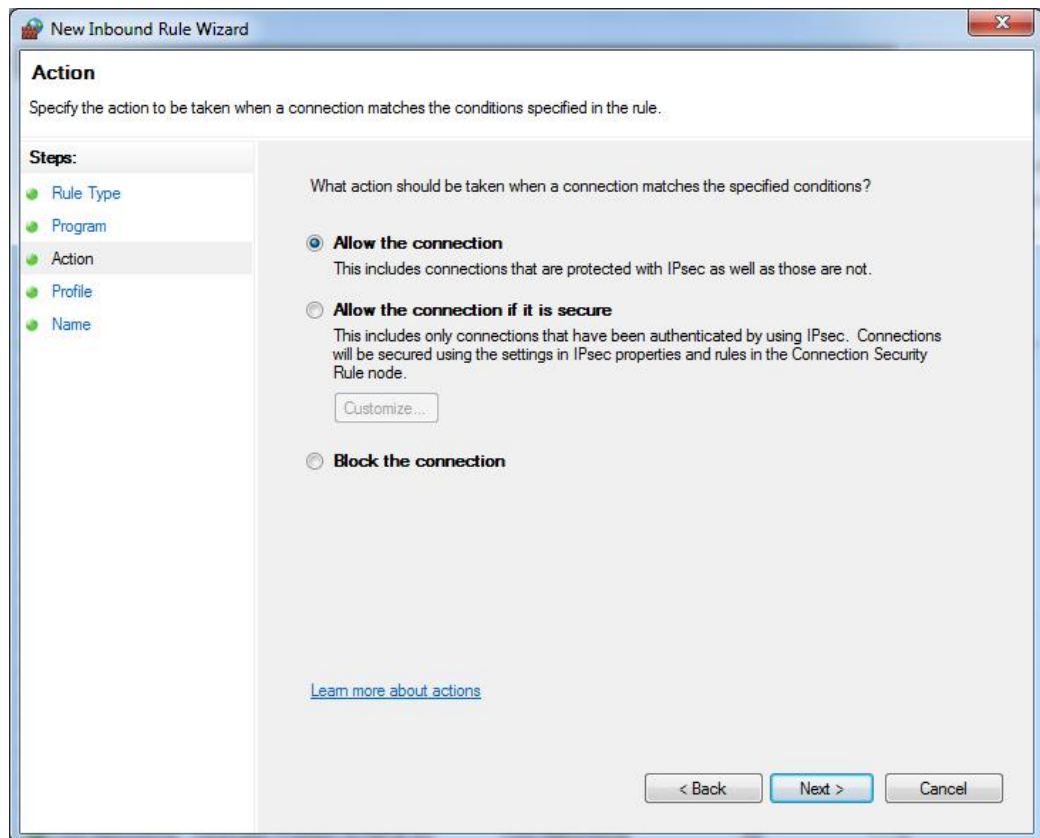 New Inbound Rule Wizard
Action
Specify the action to be taken when a connection matches the conditions specified in the rule.
Steps:
Rule Type
Program
Action
Profile
Name
What action should be taken when a connection matches the specified conditions?
Allow the connection
This includes connections that are protected with IPsec as well as those are not.
Allow the connection if it is secure
This includes only connections that have been authenticated by using IPsec. Connections
will be secured using the settings in IPsec properties and rules in the Connection Security
Rule node.
Customize...
Block the connection
Learn more about actions
< Back
Next >
Cancel